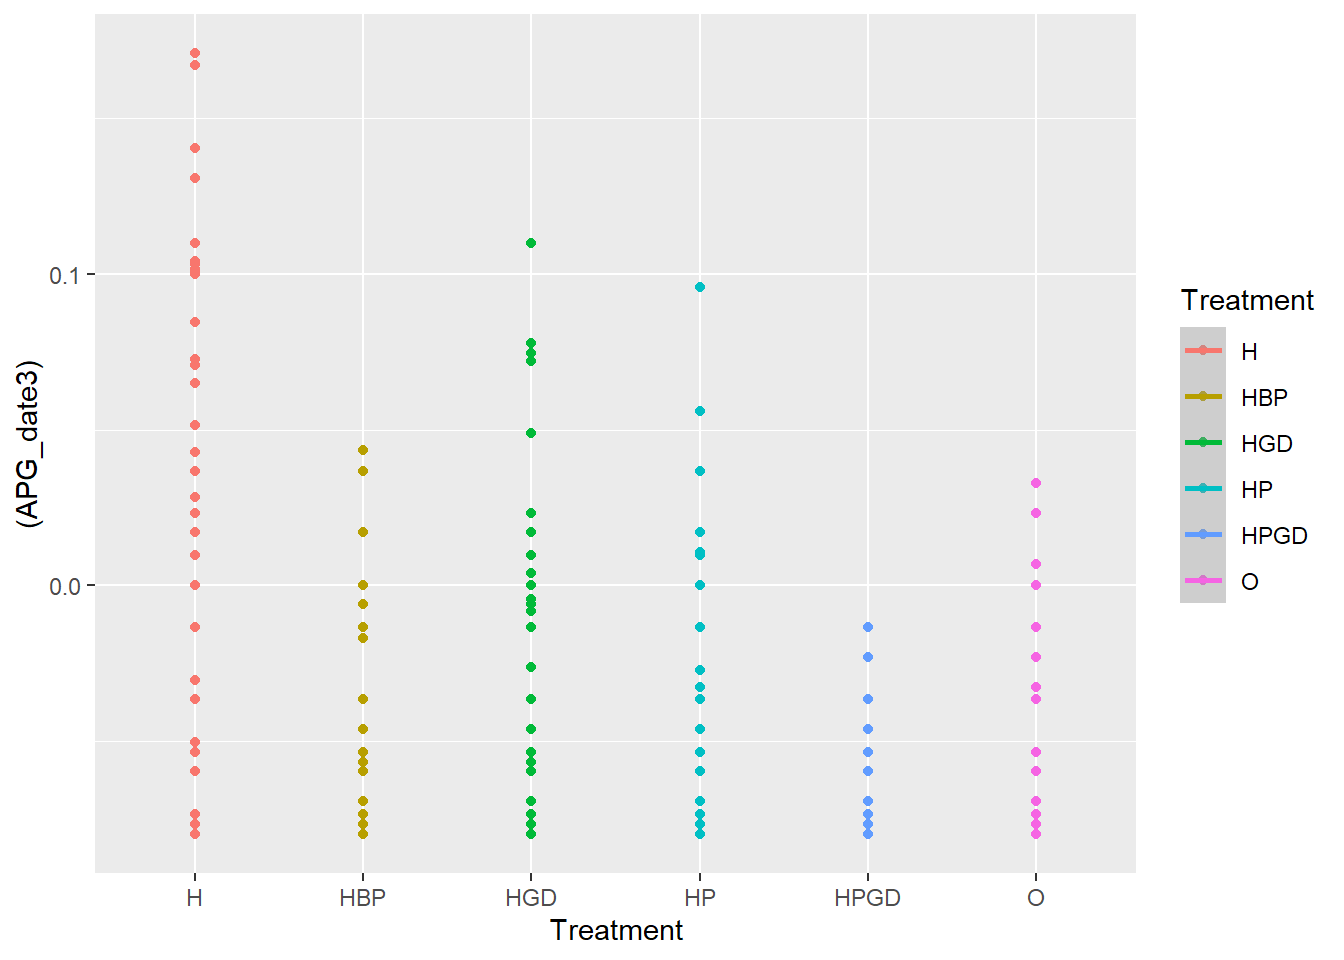 (APG_date3)
0.1
0.0
H HBP HGD HP HPGD O
Treatment
Treatment
H
HBP
HGD
HP
HPGD
O